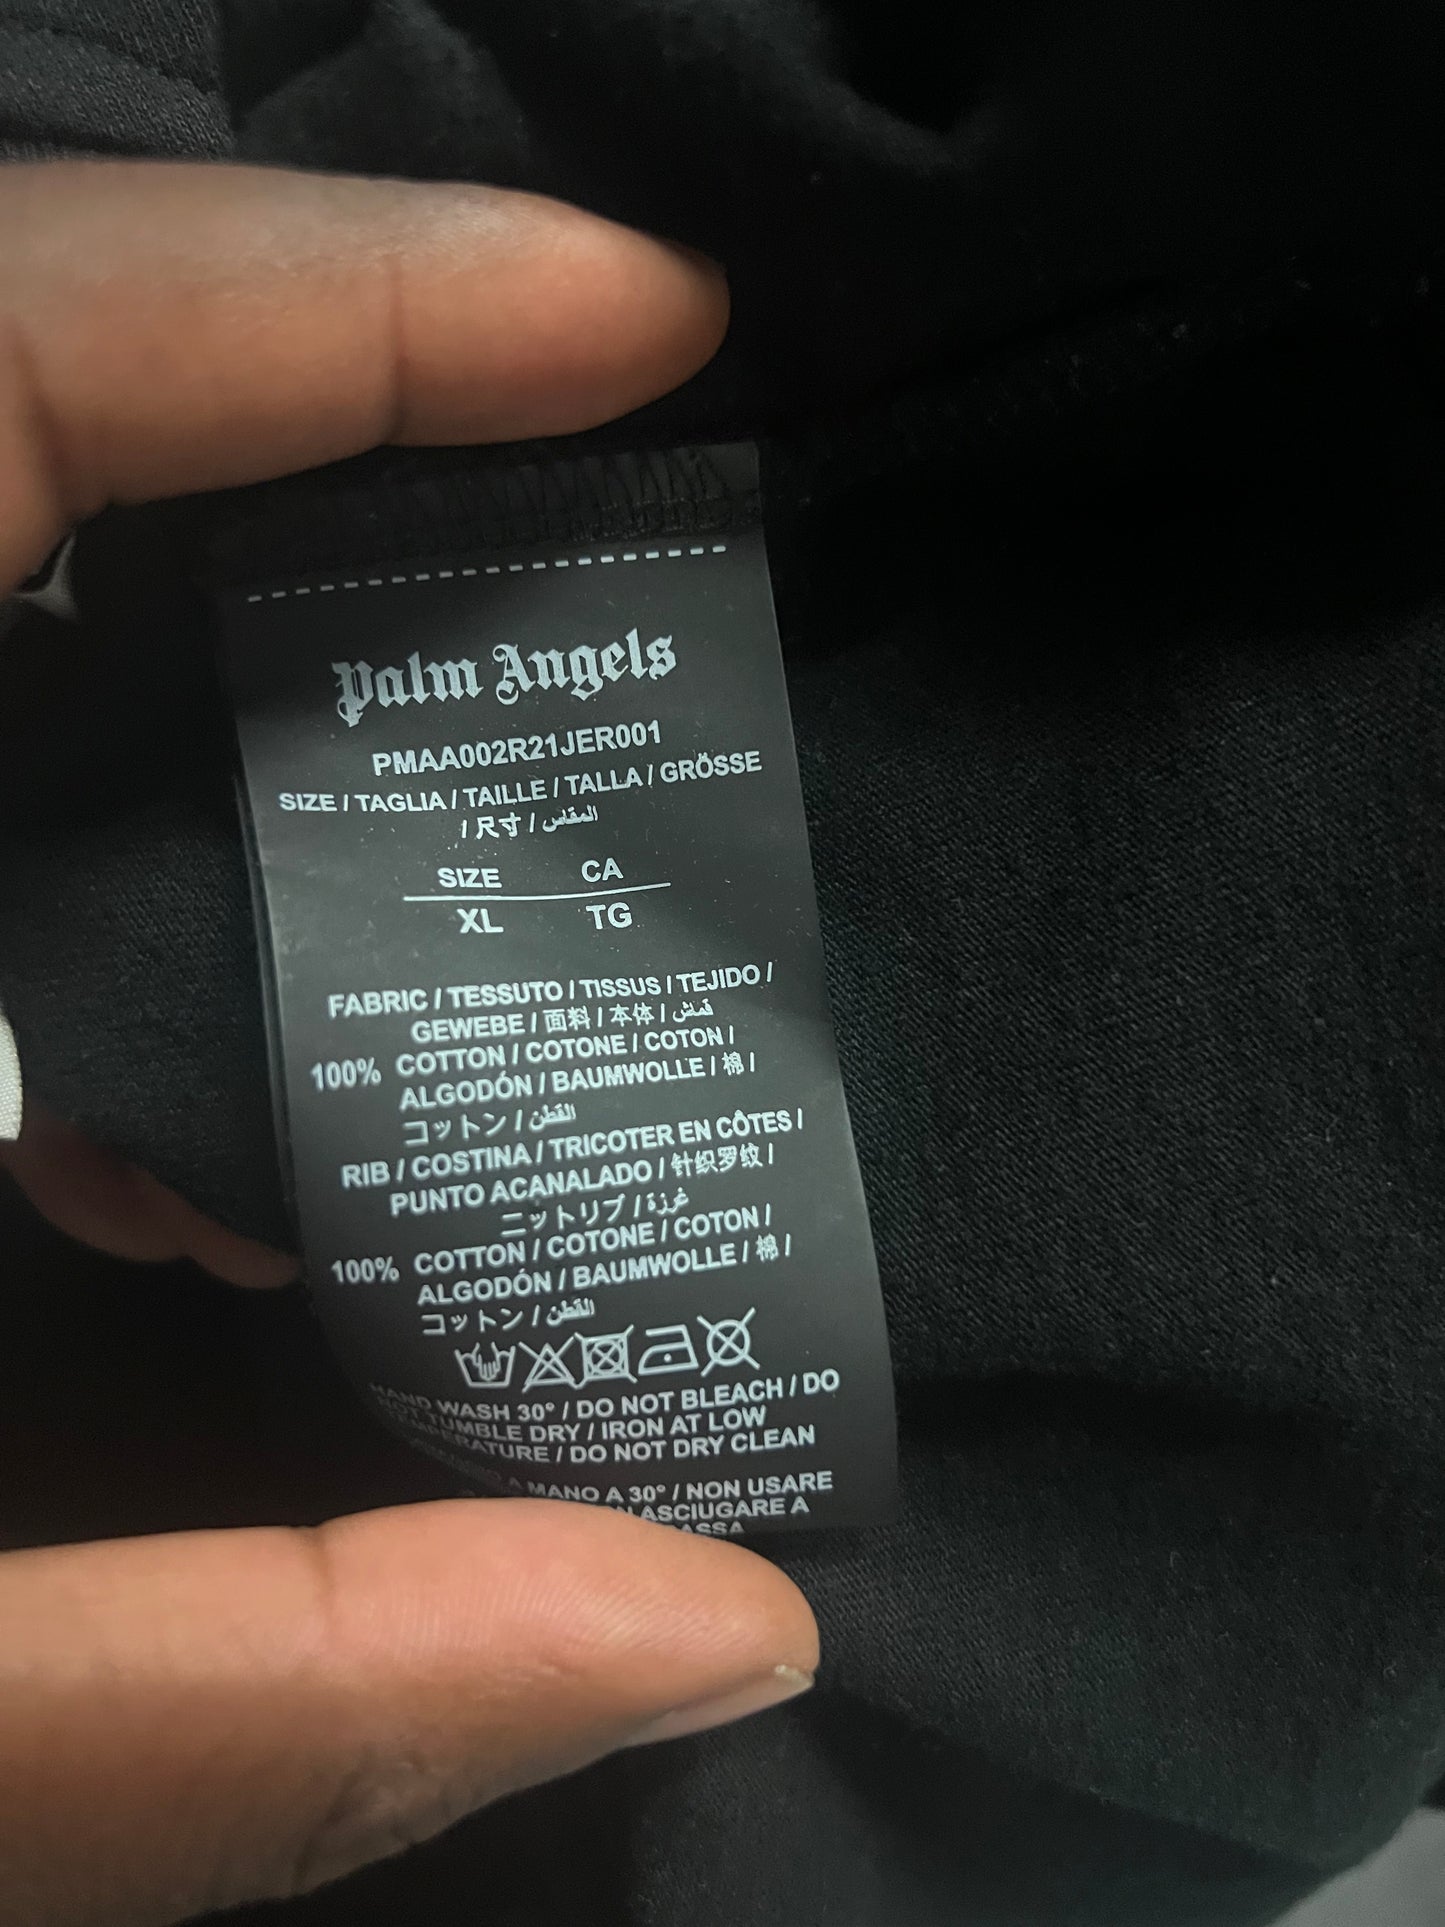 Palm Angels
PMAA002R21JER001
SIZE / TAGLIA / TAILLE / TALLA / GRÖSSE
/ 尺寸 / المقاس
SIZE CA
XL TG
FABRIC / TESSUTO / TISSUS / TEJIDO /
GEWEBE / 面料 / 本体 / قماش
100% COTTON / COTONE / COTON /
ALGODÓN / BAUMWOLLE / 棉 /
コットン / القطن
RIB / COSTINA / TRICOTER EN CÔTES /
PUNTO ACANALADO / 针织罗纹 /
ニットリブ / غرزة
100% COTTON / COTONE / COTON /
ALGODÓN / BAUMWOLLE / 棉 /
コットン / القطن
HAND WASH 30° / DO NOT BLEACH / DO
NOT TUMBLE DRY / IRON AT LOW
TEMPERATURE / DO NOT DRY CLEAN
A MANO A 30° / NON USARE
ASCIUGARE A